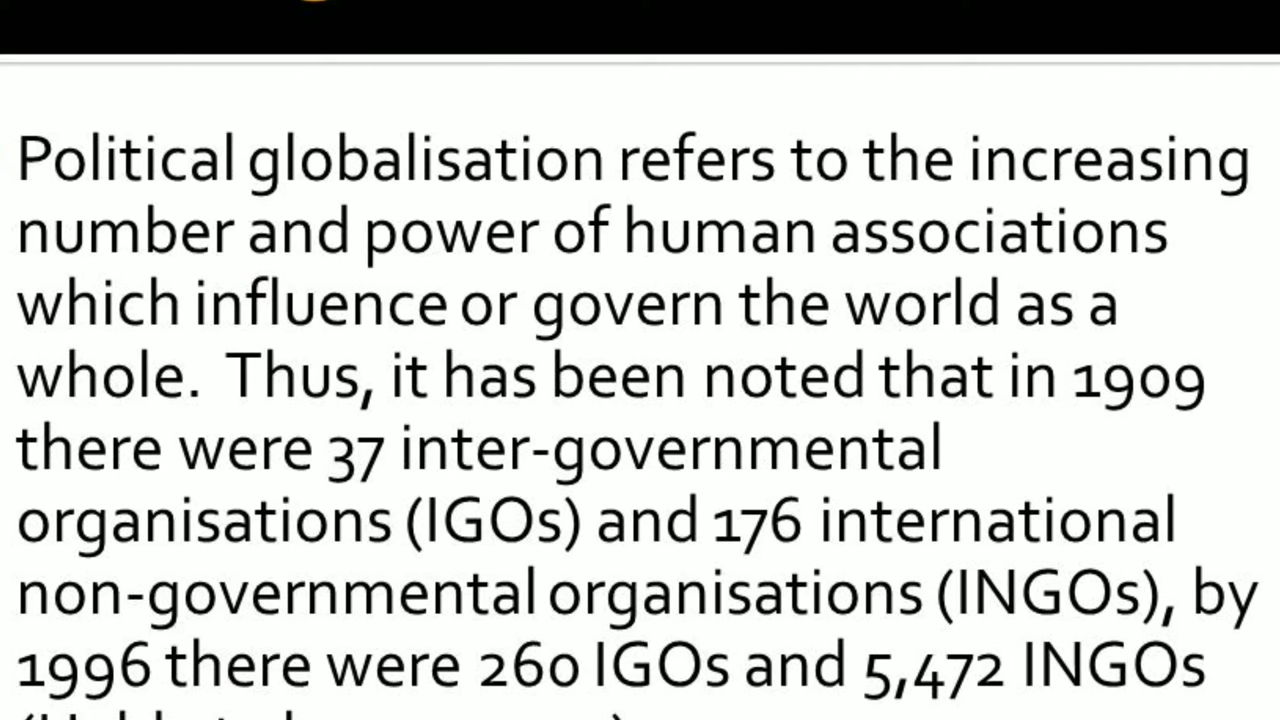 Political globalisation refers to the increasing
number and power of human associations
which influence or govern the world as a
whole. Thus, it has been noted that in 1909
there were 37 inter-governmental
organisations (IGOs) and 176 international
non-governmental organisations (INGOs), by
1996 there were 260 IGOs and 5,472 INGOs